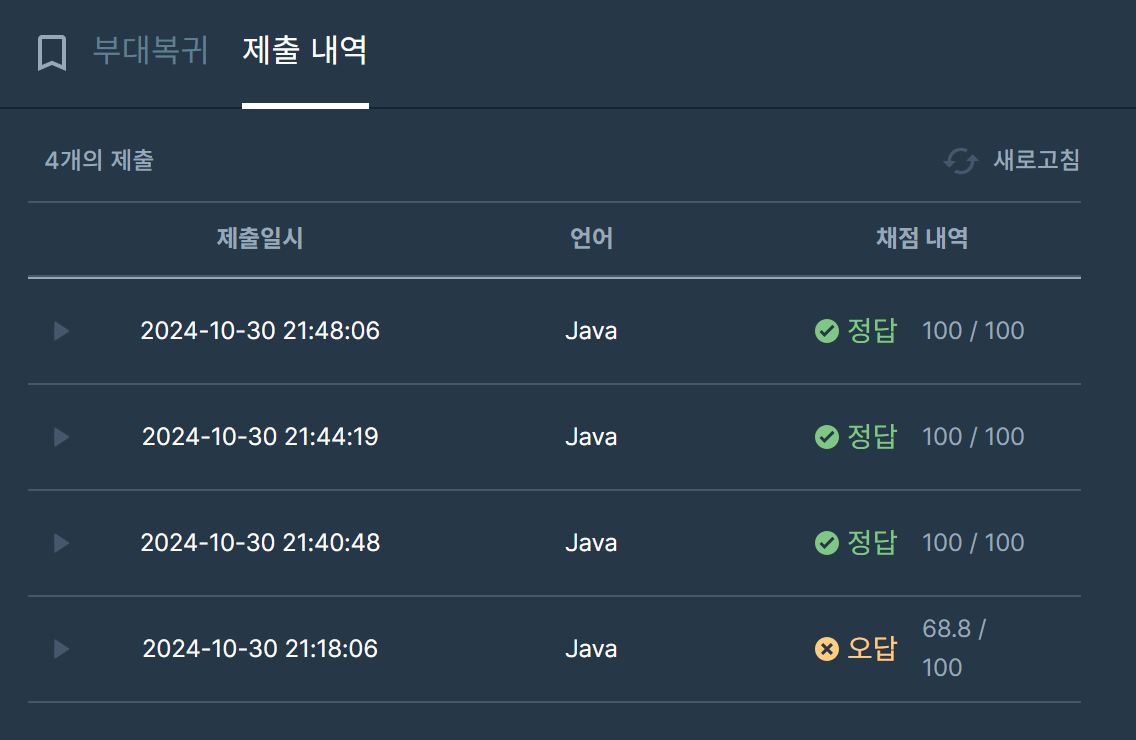 부대복귀 제출 내역
4개의 제출 새로고침
제출일시 언어 채점 내역
2024-10-30 21:48:06 Java 정답 100 / 100
2024-10-30 21:44:19 Java 정답 100 / 100
2024-10-30 21:40:48 Java 정답 100 / 100
2024-10-30 21:18:06 Java 오답 68.8 /
100